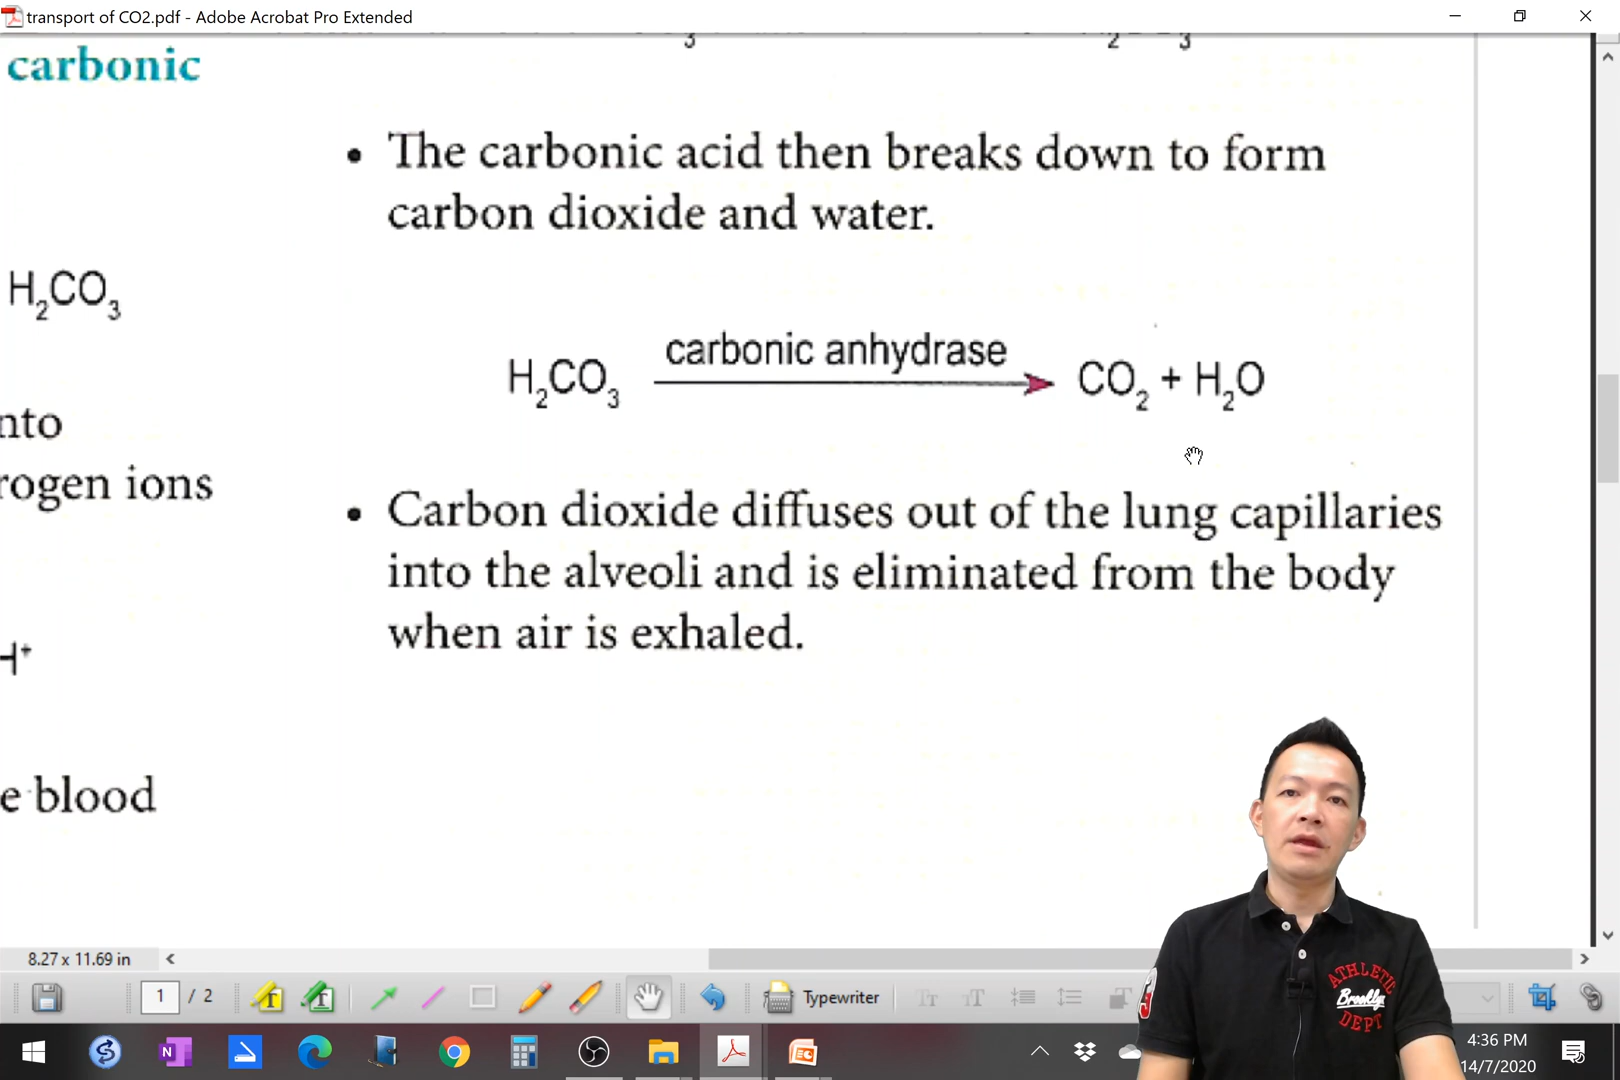 transport of CO2.pdf - Adobe Acrobat Pro Extended
carbonic
• The carbonic acid then breaks down to form
carbon dioxide and water.
H₂CO₃
H₂CO₃ carbonic anhydrase CO₂ + H₂O
nto
rogen ions
• Carbon dioxide diffuses out of the lung capillaries
into the alveoli and is eliminated from the body
when air is exhaled.
H⁺
e blood
8.27 x 11.69 in
1 / 2
Typewriter
ATHLETIC
Brooklyn
DEPT
3
4:36 PM
14/7/2020